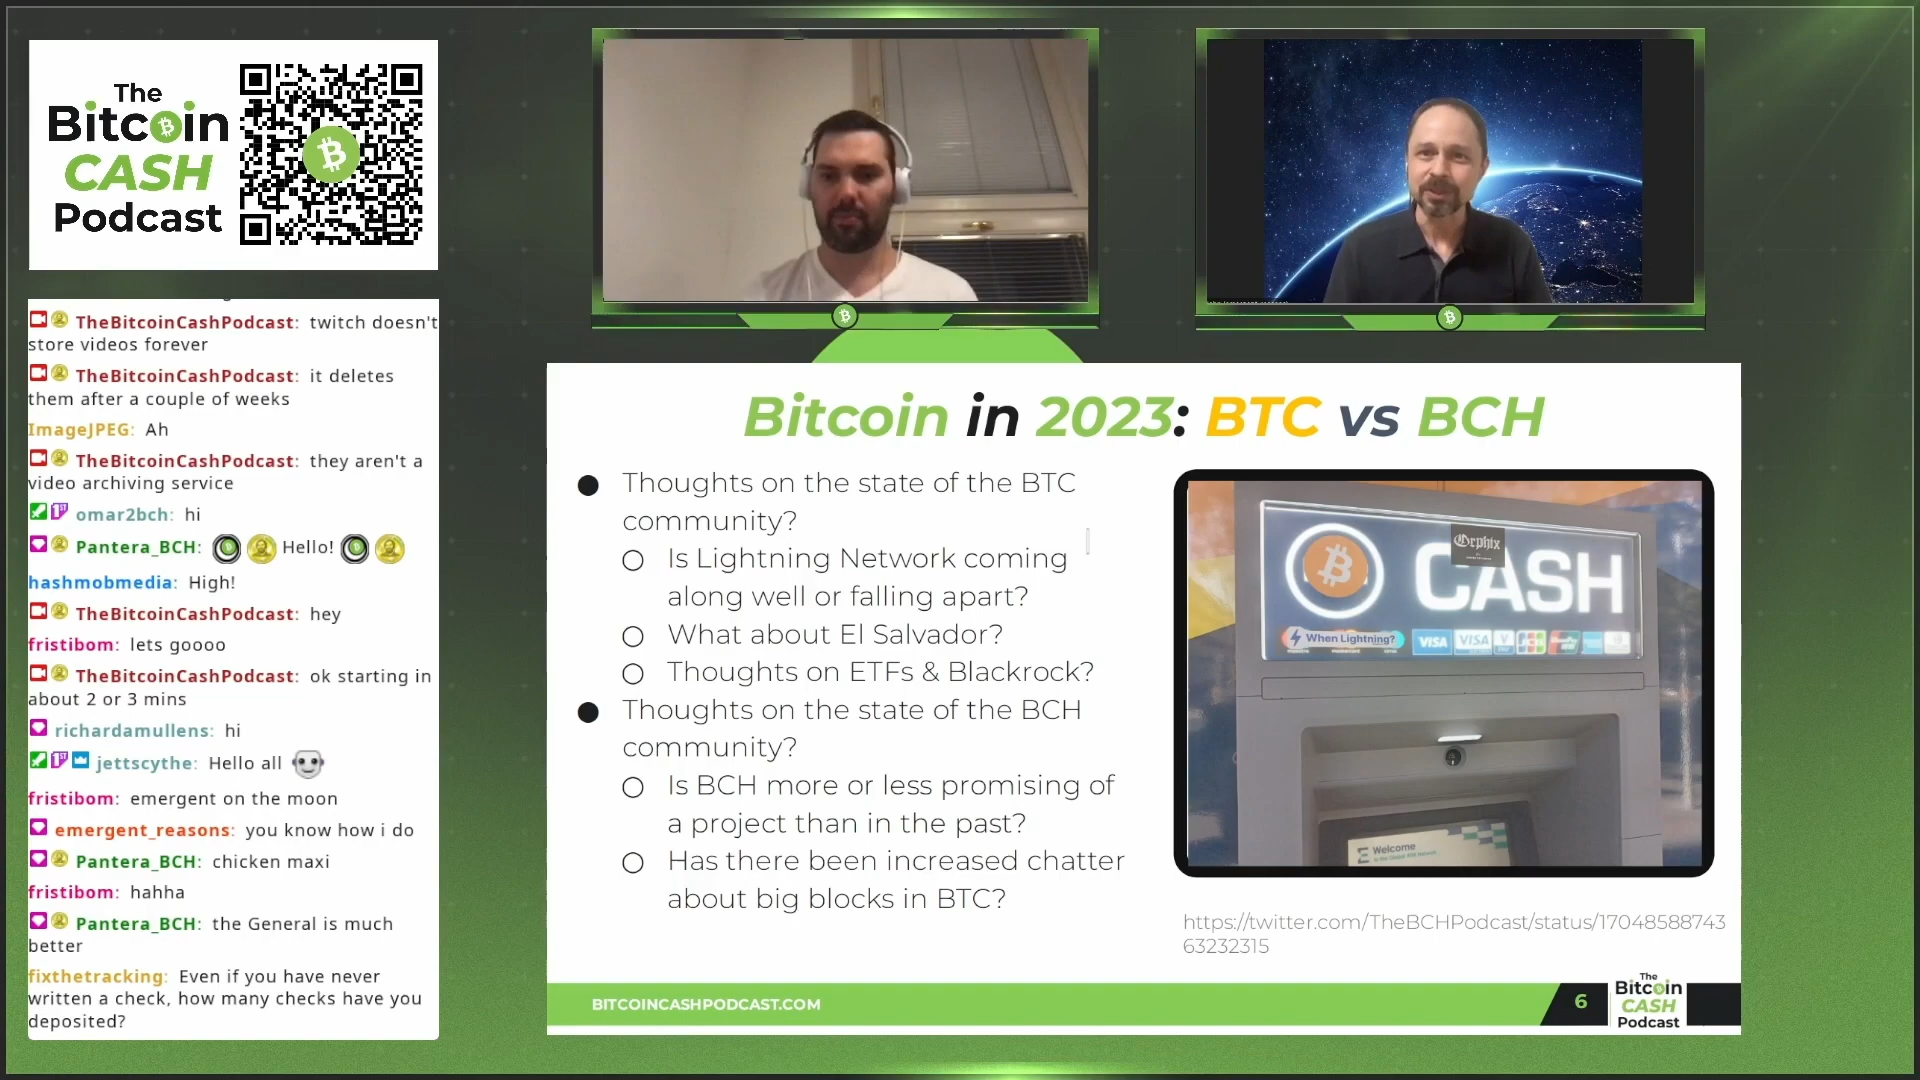 The
Bitcoin
CASH
Podcast
TheBitcoinCashPodcast: twitch doesn't
store videos forever
TheBitcoinCashPodcast: it deletes
them after a couple of weeks
ImageJPEG: Ah
TheBitcoinCashPodcast: they aren't a
video archiving service
omar2bch: hi
Pantera_BCH: Hello!
hashmobmedia: High!
TheBitcoinCashPodcast: hey
fristibom: lets goooo
TheBitcoinCashPodcast: ok starting in
about 2 or 3 mins
richardamullens: hi
jettscythe: Hello all
fristibom: emergent on the moon
emergent_reasons: you know how i do
Pantera_BCH: chicken maxi
fristibom: hahha
Pantera_BCH: the General is much
better
fixthetracking: Even if you have never
written a check, how many checks have you
deposited?
Bitcoin in 2023: BTC vs BCH
Thoughts on the state of the BTC
community?
Is Lightning Network coming
along well or falling apart?
What about El Salvador?
Thoughts on ETFs & Blackrock?
Thoughts on the state of the BCH
community?
Is BCH more or less promising of
a project than in the past?
Has there been increased chatter
about big blocks in BTC?
Orphix
CASH
When Lightning?
VISA
VISA
Welcome
https://twitter.com/TheBCHPodcast/status/17048588743
63232315
BITCOINCASHPODCAST.COM
6
The
Bitcoin
CASH
Podcast